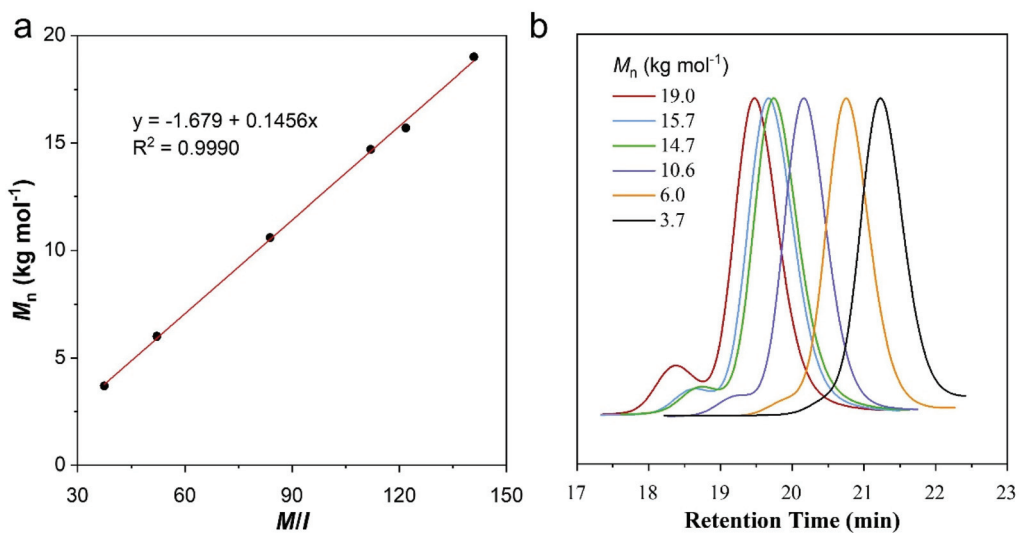 a
20
15
10
5
0
Mn (kg mol⁻¹)
y = -1.679 + 0.1456x
R² = 0.9990
30 60 90 120 150
M/I
b
Mn (kg mol⁻¹)
19.0
15.7
14.7
10.6
6.0
3.7
17 18 19 20 21 22 23
Retention Time (min)